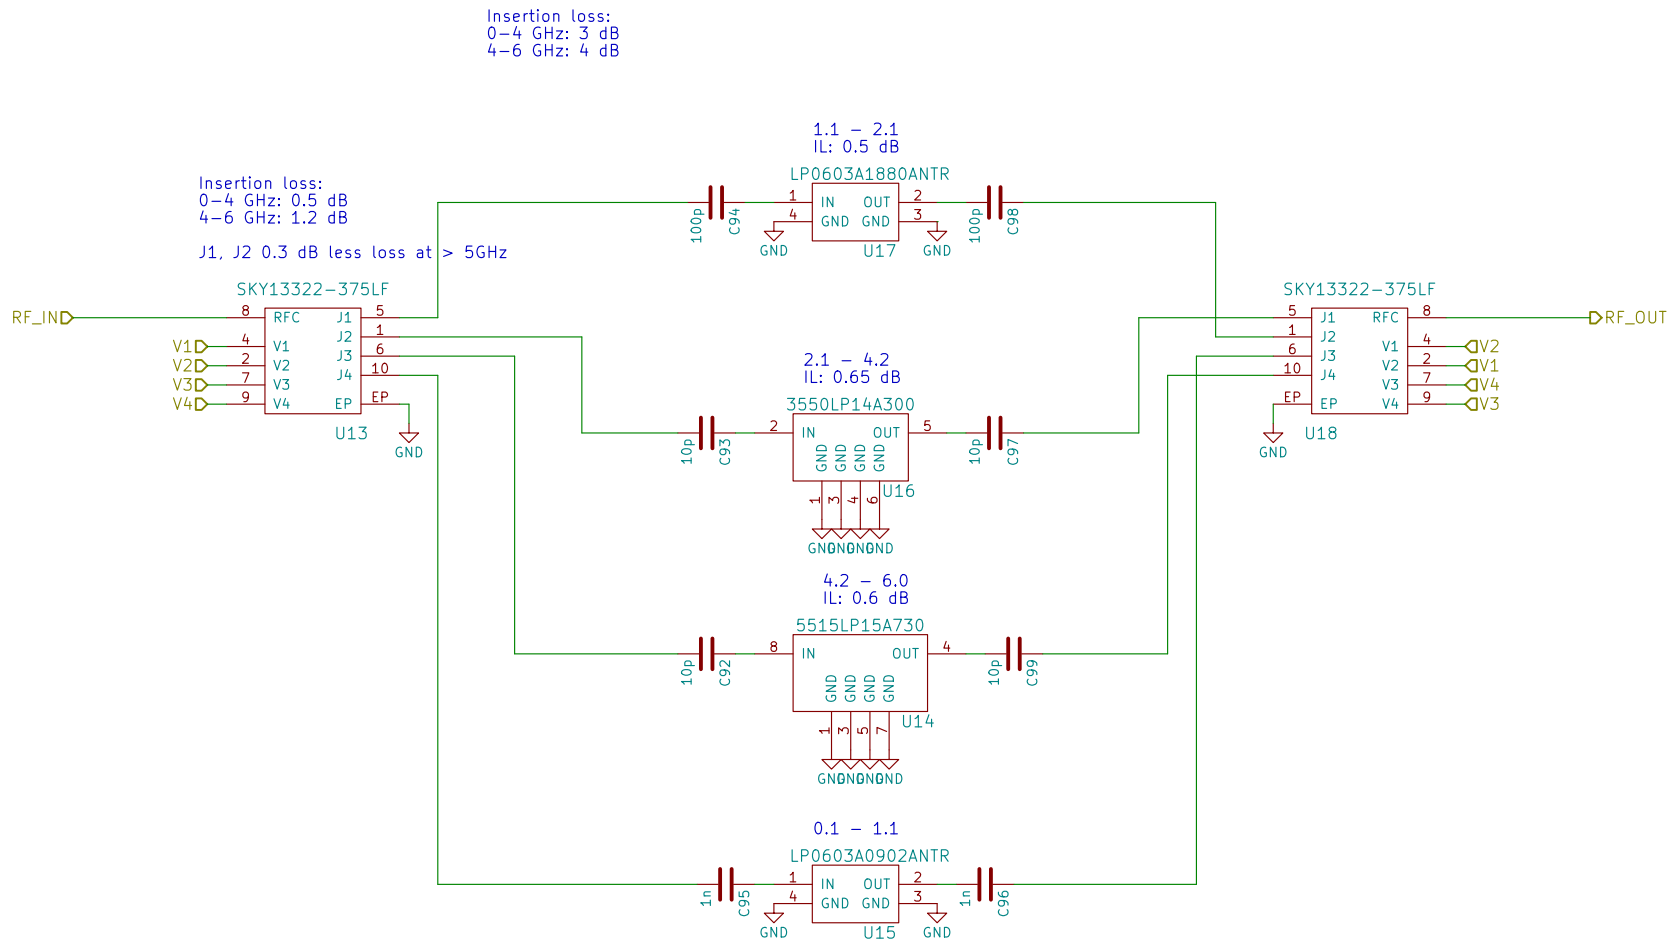 Insertion loss:
0-4 GHz: 3 dB
4-6 GHz: 4 dB
1.1 - 2.1
IL: 0.5 dB
LP0603A1880ANTR
100p
C94
1
4
IN
GND
OUT
GND
2
3
U17
GND
GND
100p
C98
Insertion loss:
0-4 GHz: 0.5 dB
4-6 GHz: 1.2 dB
J1, J2 0.3 dB less loss at > 5GHz
SKY13322-375LF
RF_IN
8
RFC
J1
5
J2
1
V1
4
V1
J3
6
V2
2
V2
J4
10
V3
7
V3
V4
9
V4
EP
EP
U13
GND
SKY13322-375LF
5
J1
RFC
8
RF_OUT
1
J2
6
J3
V1
4
V2
10
J4
V2
2
V1
V3
7
V4
EP
EP
V4
9
V3
U18
GND
2.1 - 4.2
IL: 0.65 dB
3550LP14A300
10p
C93
2
IN
OUT
5
GND
GND
GND
GND
10p
C97
1
3
4
6
U16
GND
GND
GND
GND
4.2 - 6.0
IL: 0.6 dB
5515LP15A730
10p
C92
8
IN
OUT
4
GND
GND
GND
GND
10p
C99
1
3
5
7
U14
GND
GND
GND
GND
0.1 - 1.1
LP0603A0902ANTR
1n
C95
1
4
IN
GND
OUT
GND
2
3
U15
GND
GND
1n
C96